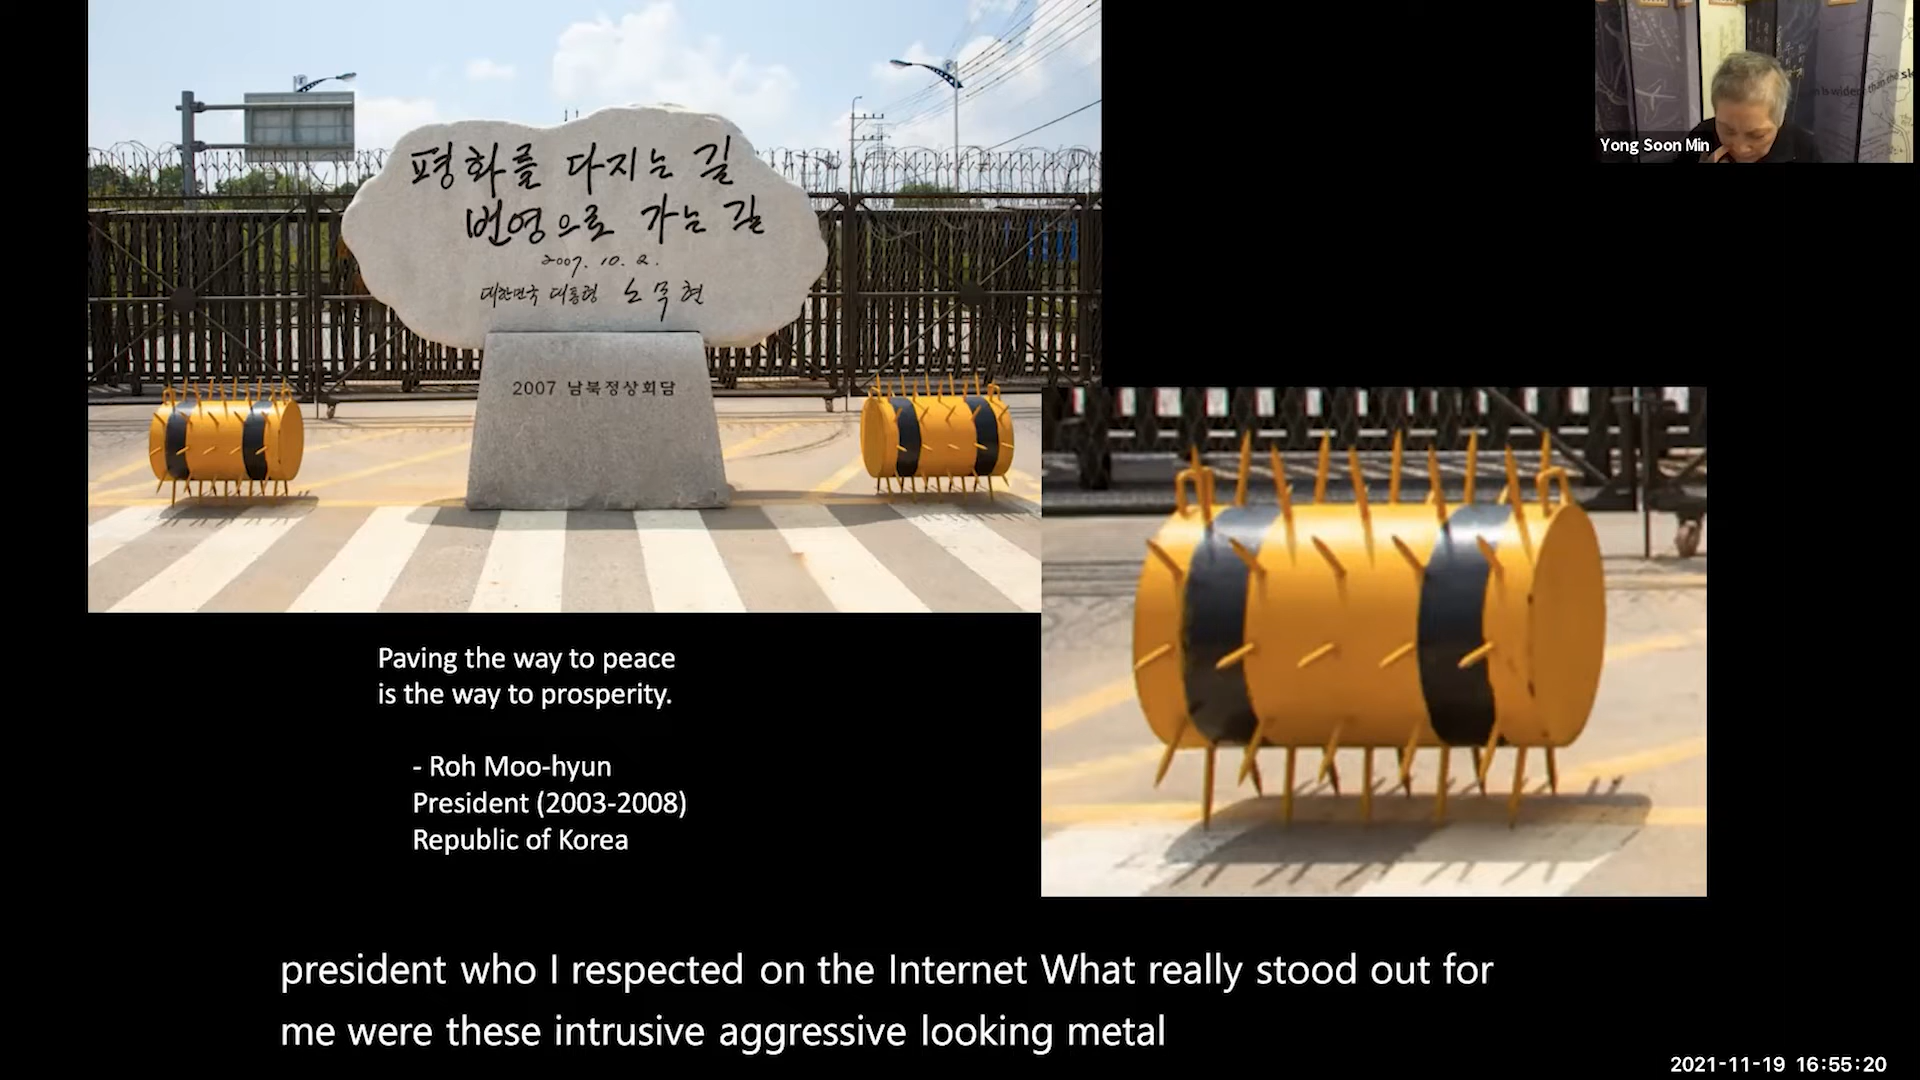 평화를 다지는 길
번영으로 가는 길
2007. 10. 2.
대한민국 대통령 노무현
2007 남북정상회담
Yong Soon Min
Paving the way to peace
is the way to prosperity.
- Roh Moo-hyun
President (2003-2008)
Republic of Korea
president who I respected on the Internet What really stood out for
me were these intrusive aggressive looking metal
2021-11-19 16:55:20